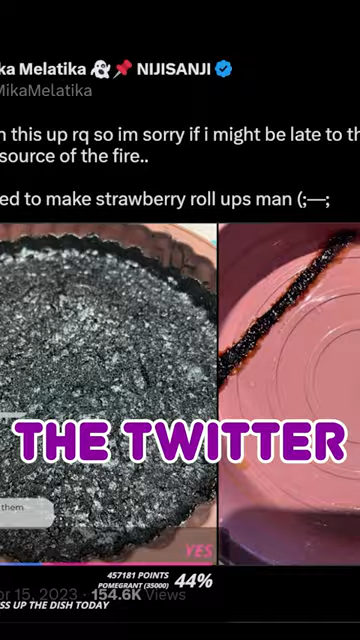 ka Melatika 👻📌 NIJISANJI
MikaMelatika
n this up rq so im sorry if i might be late to th
source of the fire..
ed to make strawberry roll ups man (;—;
THE TWITTER
them
YES
457181 POINTS
POMEGRANT (35000) 44%
or 15, 2023 · 154.6K Views
SS UP THE DISH TODAY